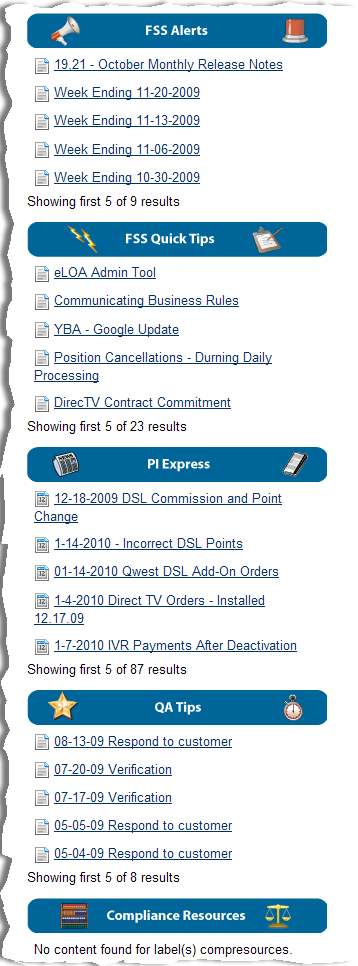 FSS Alerts
19.21 - October Monthly Release Notes
Week Ending 11-20-2009
Week Ending 11-13-2009
Week Ending 11-06-2009
Week Ending 10-30-2009
Showing first 5 of 9 results
FSS Quick Tips
eLOA Admin Tool
Communicating Business Rules
YBA - Google Update
Position Cancellations - Durning Daily
Processing
DirecTV Contract Commitment
Showing first 5 of 23 results
NEWS
PI Express
12-18-2009 DSL Commission and Point
Change
1-14-2010 - Incorrect DSL Points
01-14-2010 Qwest DSL Add-On Orders
1-4-2010 Direct TV Orders - Installed
12.17.09
1-7-2010 IVR Payments After Deactivation
Showing first 5 of 87 results
QA Tips
08-13-09 Respond to customer
07-20-09 Verification
07-17-09 Verification
05-05-09 Respond to customer
05-04-09 Respond to customer
Showing first 5 of 8 results
Compliance Resources
No content found for label(s) compresources.